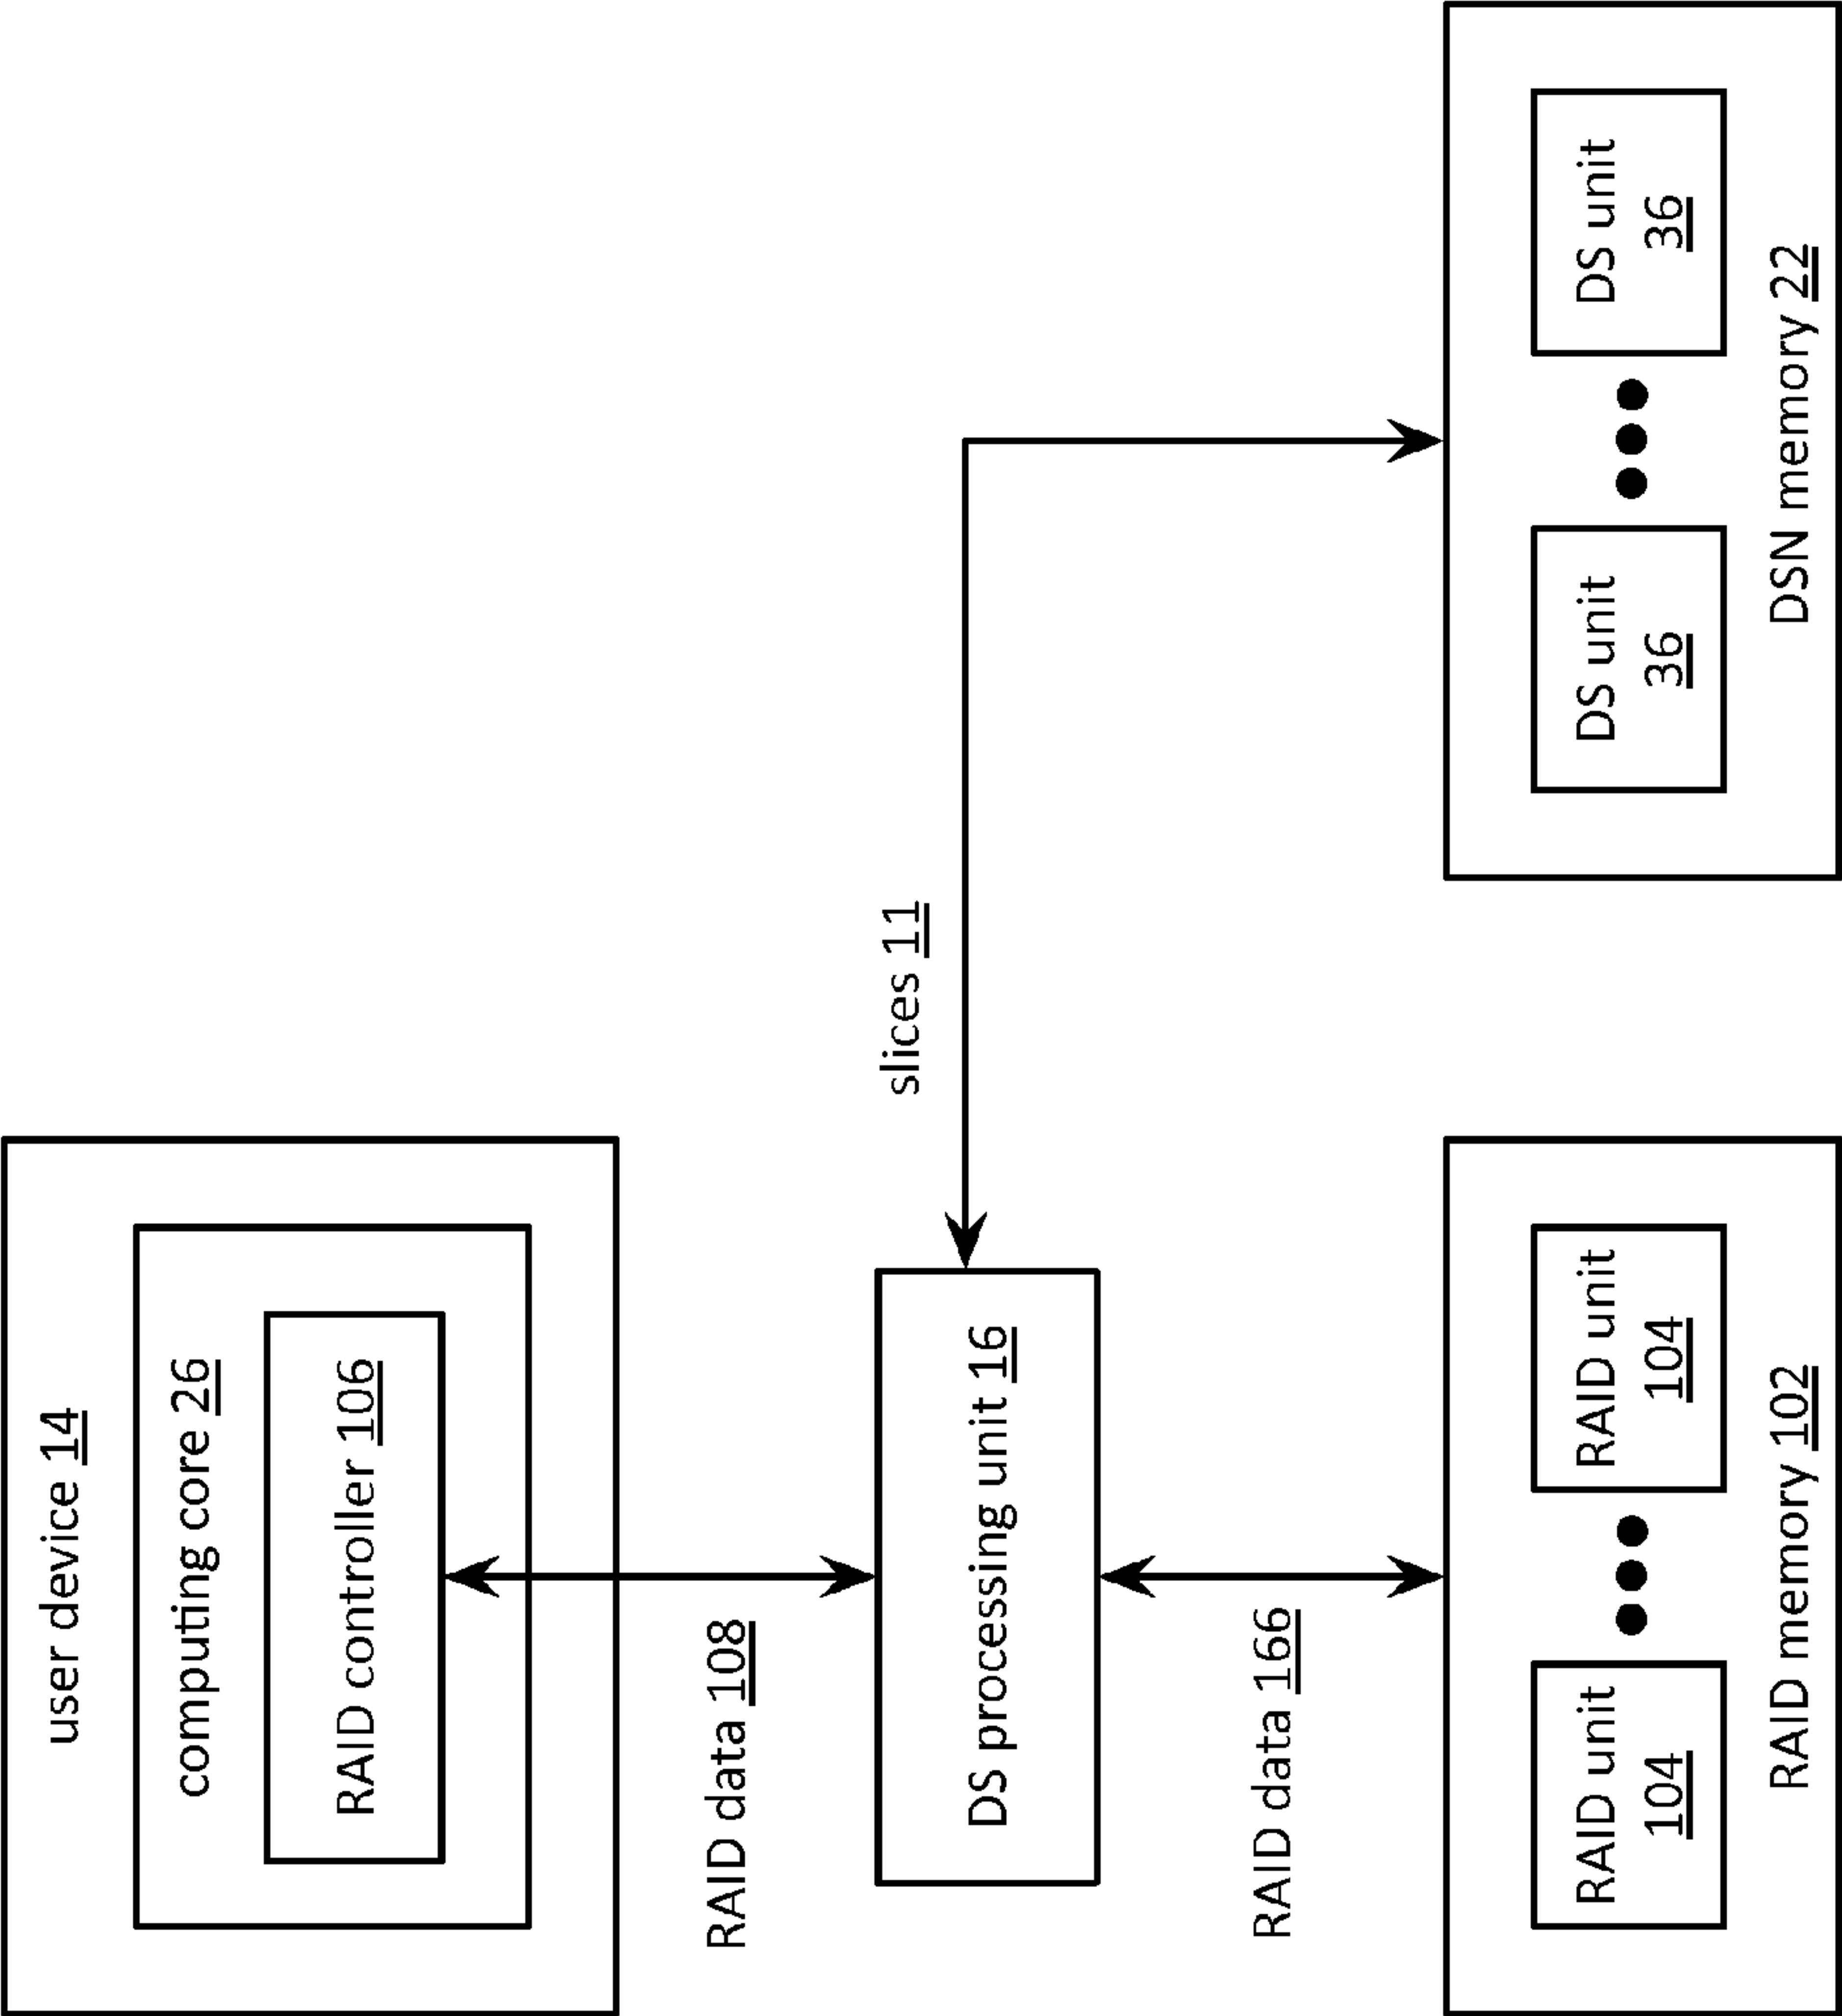 user device 14
computing core 26
RAID controller 106
RAID data 108
slices 11
DS processing unit 16
RAID data 166
RAID unit
104
RAID unit
104
RAID memory 102
DS unit
36
DS unit
36
DSN memory 22